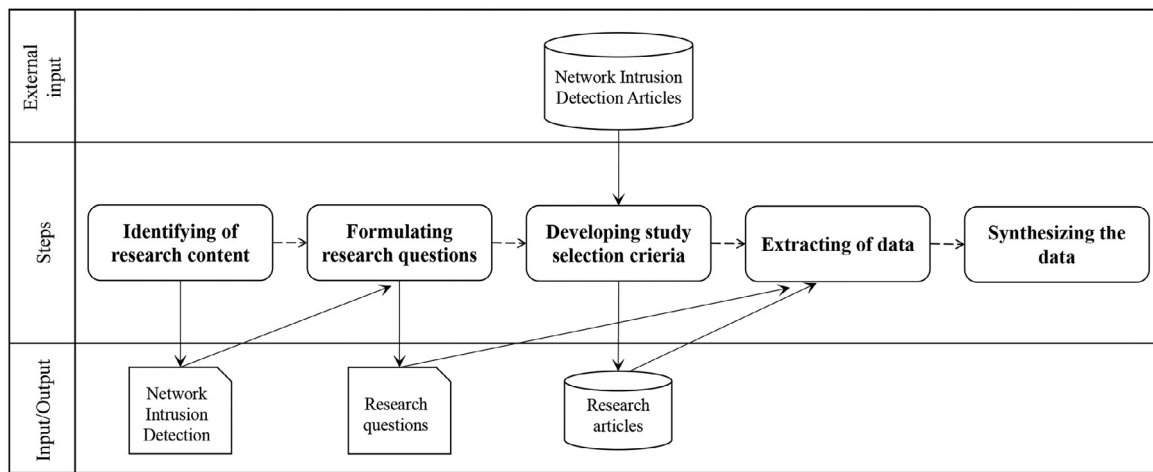 External
input
Network Intrusion
Detection Articles
Steps
Identifying of
research content
Formulating
research questions
Developing study
selection crieria
Extracting of data
Synthesizing the
data
Input/Output
Network
Intrusion
Detection
Research
questions
Research
articles